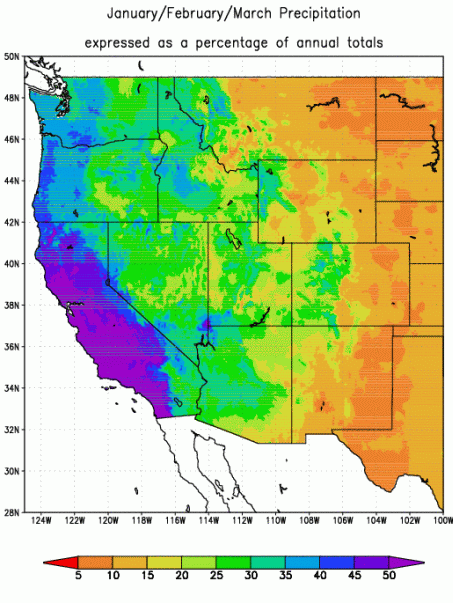 January/February/March Precipitation
expressed as a percentage of annual totals
50N
48N
46N
44N
42N
40N
38N
36N
34N
32N
30N
28N
124W 122W 120W 118W 116W 114W 112W 110W 108W 106W 104W 102W 100W
5 10 15 20 25 30 35 40 45 50